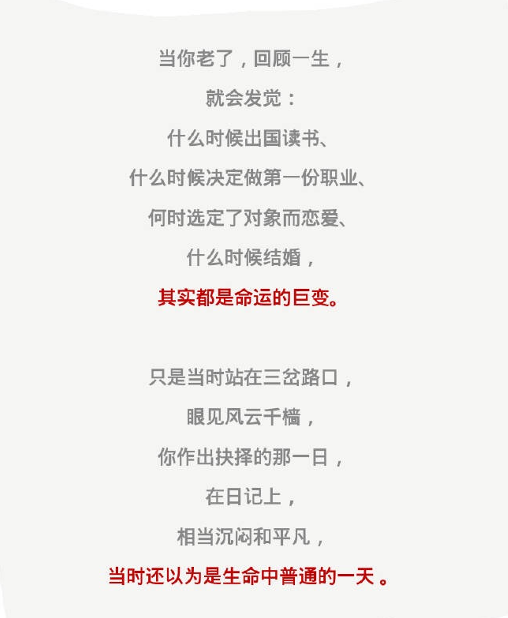 当你老了，回顾一生，
就会发觉：
什么时候出国读书、
什么时候决定做第一份职业、
何时选定了对象而恋爱、
什么时候结婚，
其实都是命运的巨变。
只是当时站在三岔路口，
眼见风云千樯，
你作出抉择的那一日，
在日记上，
相当沉闷和平凡，
当时还以为是生命中普通的一天。